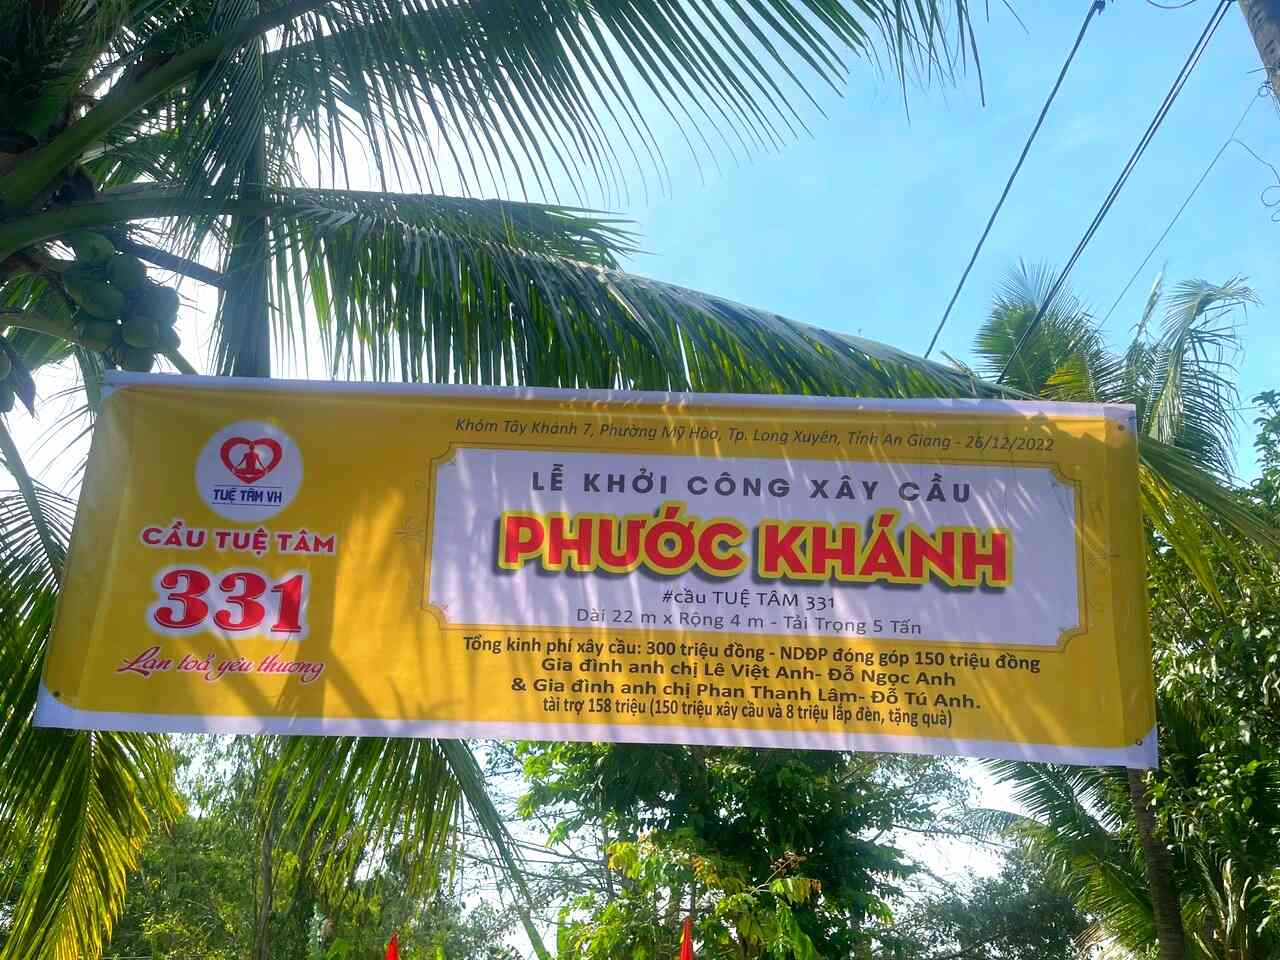 Khóm Tây Khánh 7, Phường Mỹ Hòa, Tp. Long Xuyên, Tỉnh An Giang - 26/12/2022
TUỆ TÂM VH
CẦU TUỆ TÂM
331
Lan toả yêu thương
LỄ KHỞI CÔNG XÂY CẦU
PHƯỚC KHÁNH
#cầu TUỆ TÂM 331
Dài 22 m x Rộng 4 m - Tải Trọng 5 Tấn
Tổng kinh phí xây cầu: 300 triệu đồng - NDĐP đóng góp 150 triệu đồng
Gia đình anh chị Lê Việt Anh- Đỗ Ngọc Anh
& Gia đình anh chị Phan Thanh Lâm- Đỗ Tú Anh.
tài trợ 158 triệu (150 triệu xây cầu và 8 triệu lắp đèn, tặng quà)